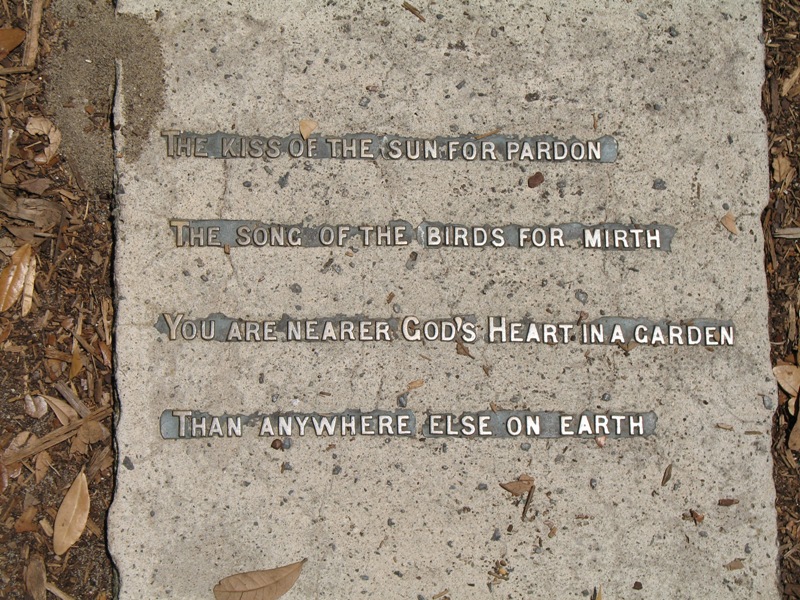 The kiss of the sun for pardon
The song of the birds for mirth
You are nearer God's Heart in a garden
Than anywhere else on earth